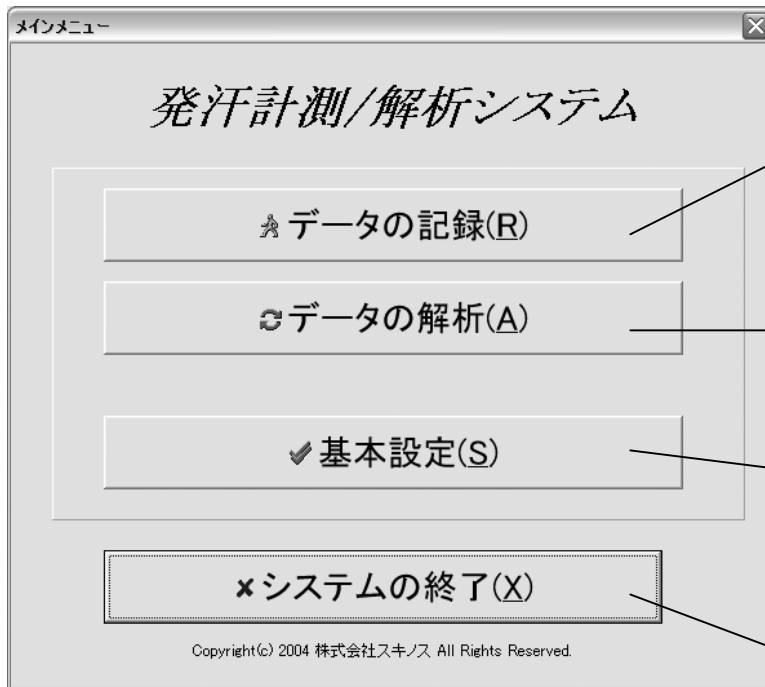 メインメニュー
発汗計測/解析システム
データの記録(R)
データの解析(A)
基本設定(S)
システムの終了(X)
Copyright(c) 2004 株式会社スキノス All Rights Reserved.